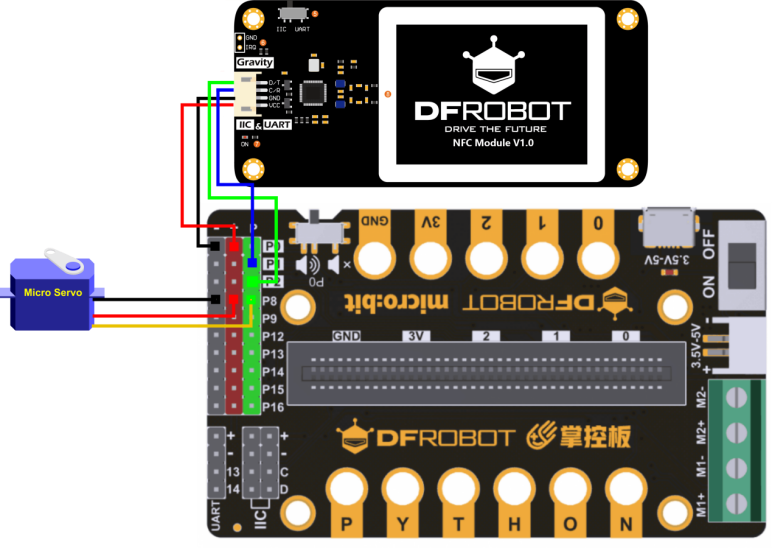 IIC UART
GND
IRQ
Gravity
D/T
C/R
GND
VCC
IIC & UART
ON
DFROBOT
DRIVE THE FUTURE
NFC Module V1.0
Micro Servo
P0
P1
P2
P8
P9
P12
P13
P14
P15
P16
P0
GND 3V 2 1 0
3.5V-5V
OFF
ON
DFROBOT micro:bit
GND 3V 2 1 0
3.5V-5V
-
+
DFROBOT 掌控板
M2-
M2+
M1-
M1+
+
-
13
14
UART
+
-
C
D
IIC
P Y T H O N